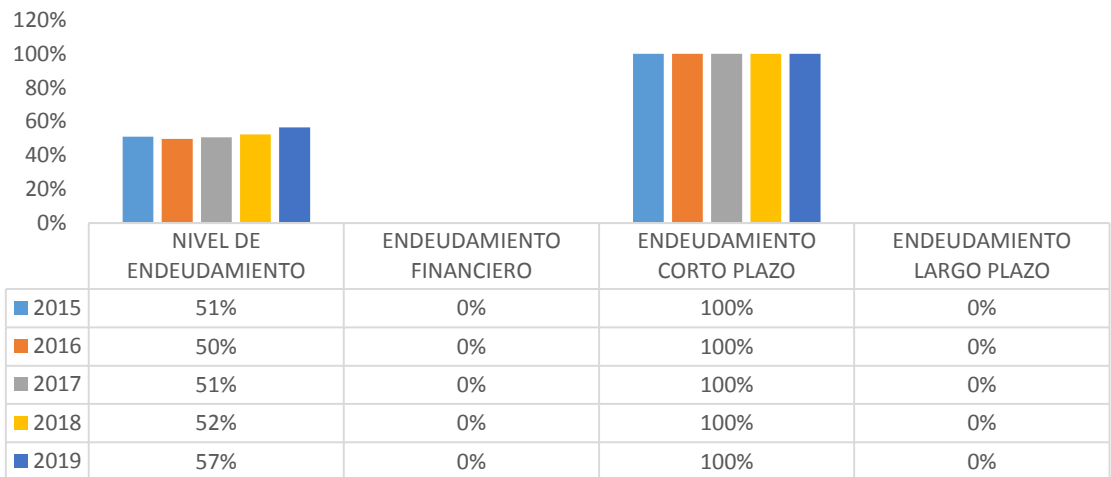 120%
100%
80%
60%
40%
20%
0%
NIVEL DE ENDEUDAMIENTO
ENDEUDAMIENTO FINANCIERO
ENDEUDAMIENTO CORTO PLAZO
ENDEUDAMIENTO LARGO PLAZO
2015 51% 0% 100% 0%
2016 50% 0% 100% 0%
2017 51% 0% 100% 0%
2018 52% 0% 100% 0%
2019 57% 0% 100% 0%